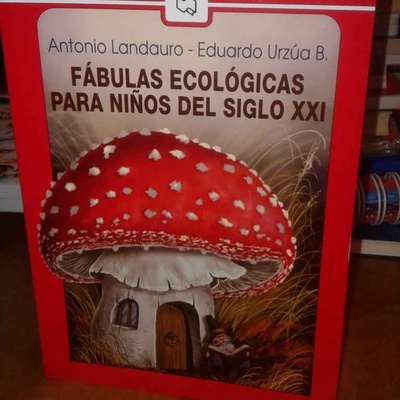 Antonio Landauro - Eduardo Urzúa B.
FÁBULAS ECOLÓGICAS
PARA NIÑOS DEL SIGLO XXI